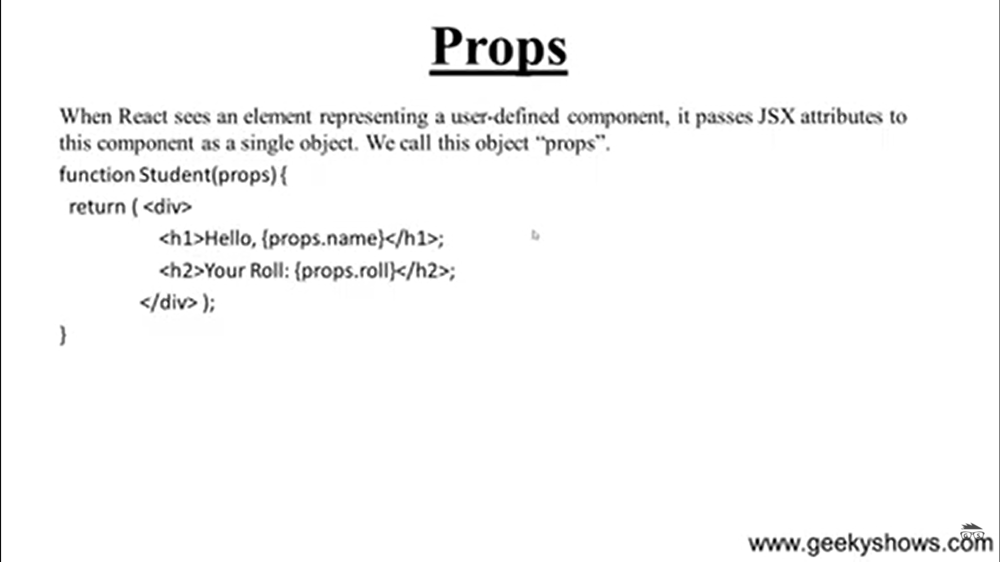 Props
When React sees an element representing a user-defined component, it passes JSX attributes to
this component as a single object. We call this object “props”.
function Student(props) {
return ( <div>
<h1>Hello, {props.name}</h1>;
<h2>Your Roll: {props.roll}</h2>;
</div> );
}
G S
www.geekyshows.com